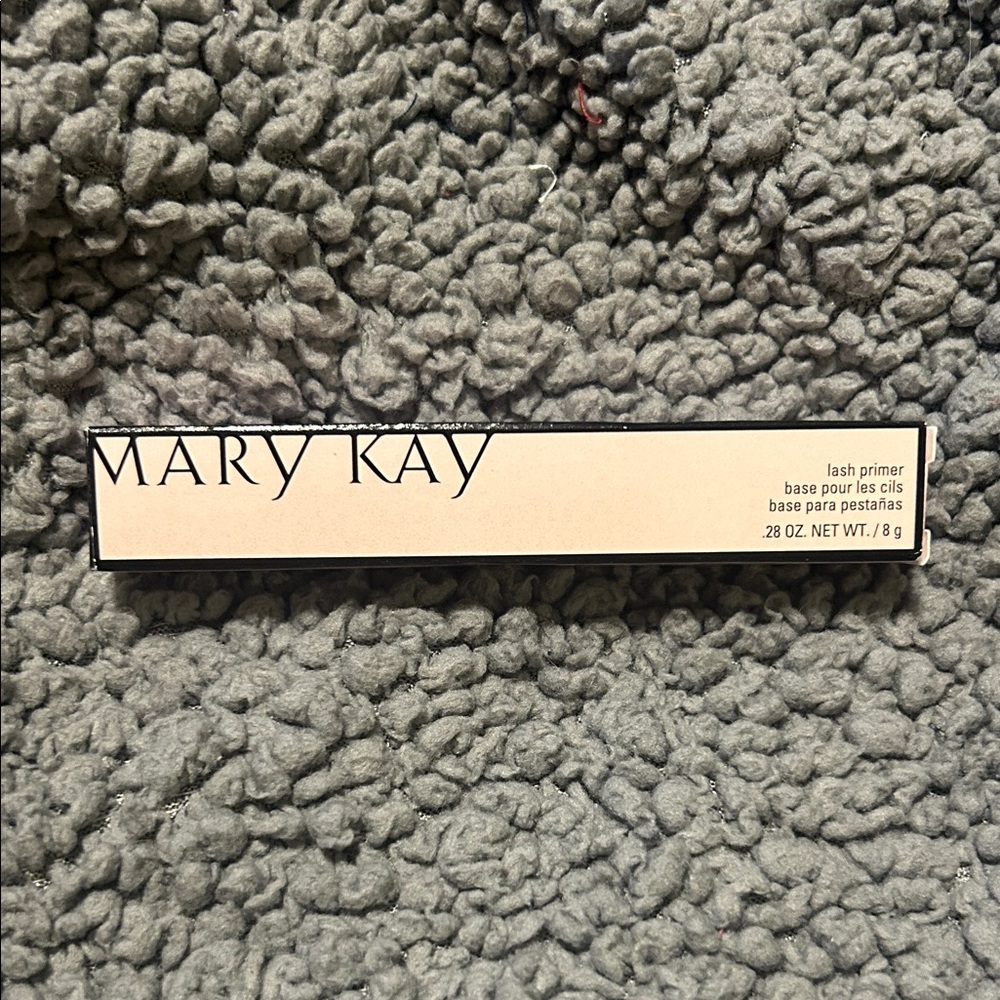 MARY KAY
lash primer
base pour les cils
base para pestañas
.28 OZ. NET WT. / 8 g